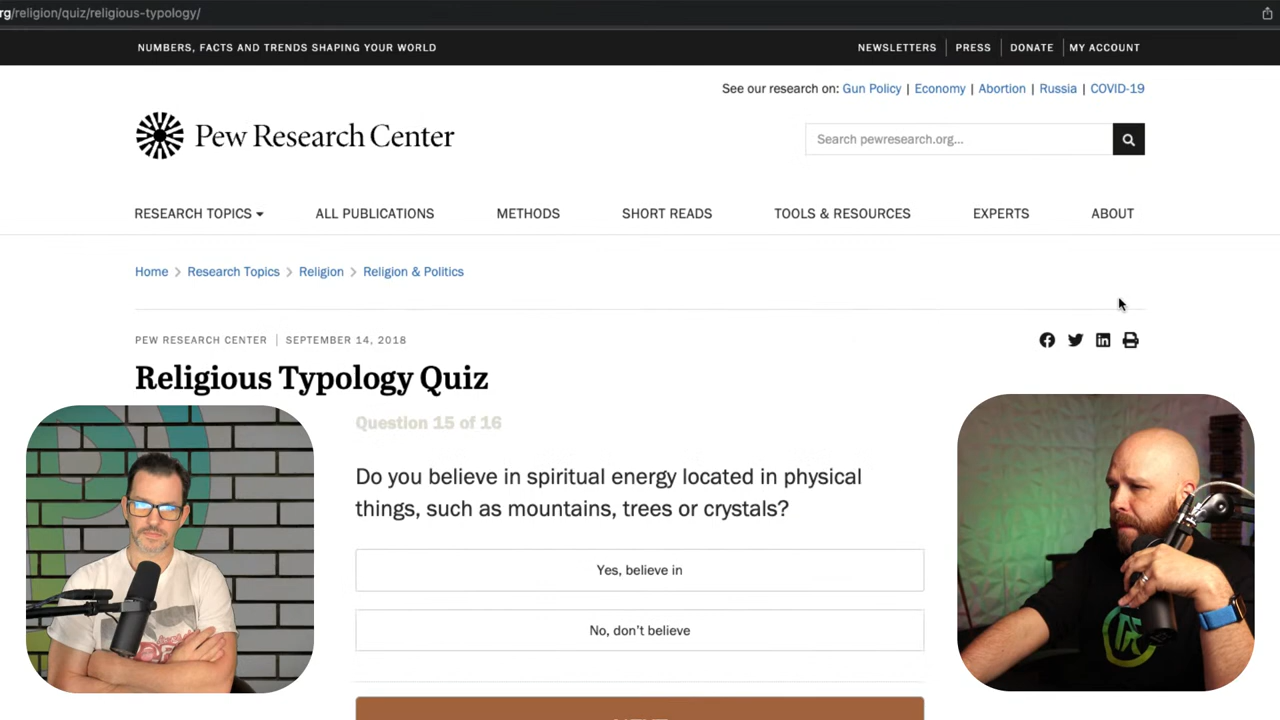 rg/religion/quiz/religious-typology/
NUMBERS, FACTS AND TRENDS SHAPING YOUR WORLD
NEWSLETTERS | PRESS | DONATE | MY ACCOUNT
See our research on: Gun Policy | Economy | Abortion | Russia | COVID-19
Pew Research Center
Search pewresearch.org...
RESEARCH TOPICS ALL PUBLICATIONS METHODS SHORT READS TOOLS & RESOURCES EXPERTS ABOUT
Home > Research Topics > Religion > Religion & Politics
PEW RESEARCH CENTER | SEPTEMBER 14, 2018
Religious Typology Quiz
Question 15 of 16
Do you believe in spiritual energy located in physical
things, such as mountains, trees or crystals?
Yes, believe in
No, don't believe